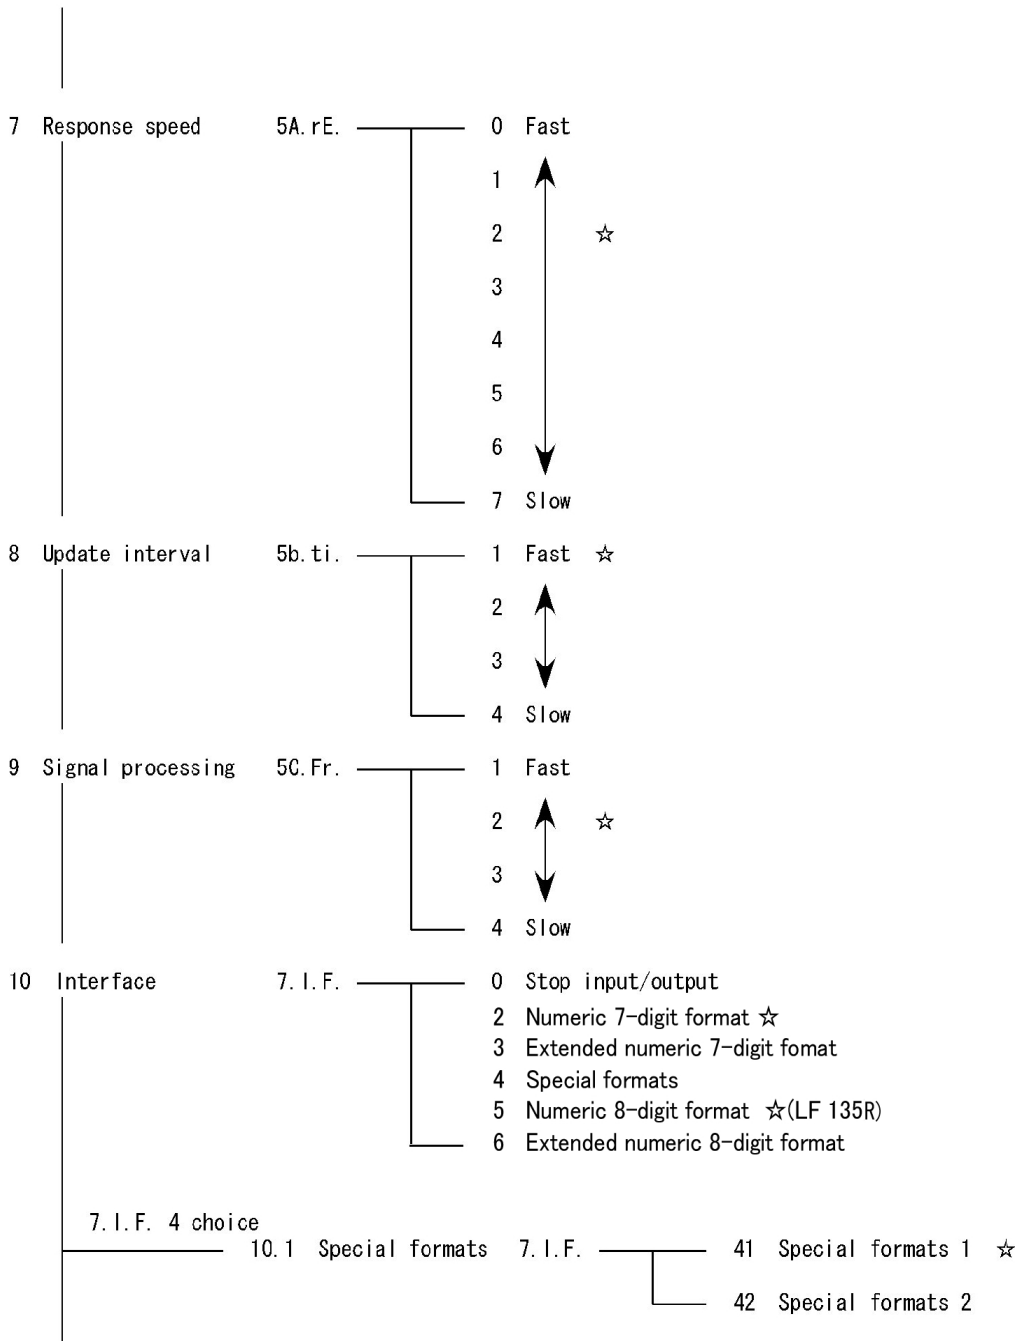 7 Response speed 5A.rE. 0 Fast
1
2 ☆
3
4
5
6
7 Slow
8 Update interval 5b.ti. 1 Fast ☆
2
3
4 Slow
9 Signal processing 5C.Fr. 1 Fast
2 ☆
3
4 Slow
10 Interface 7.I.F. 0 Stop input/output
2 Numeric 7-digit format ☆
3 Extended numeric 7-digit fomat
4 Special formats
5 Numeric 8-digit format ☆(LF 135R)
6 Extended numeric 8-digit format
7.I.F. 4 choice
10.1 Special formats 7.I.F. 41 Special formats 1 ☆
42 Special formats 2